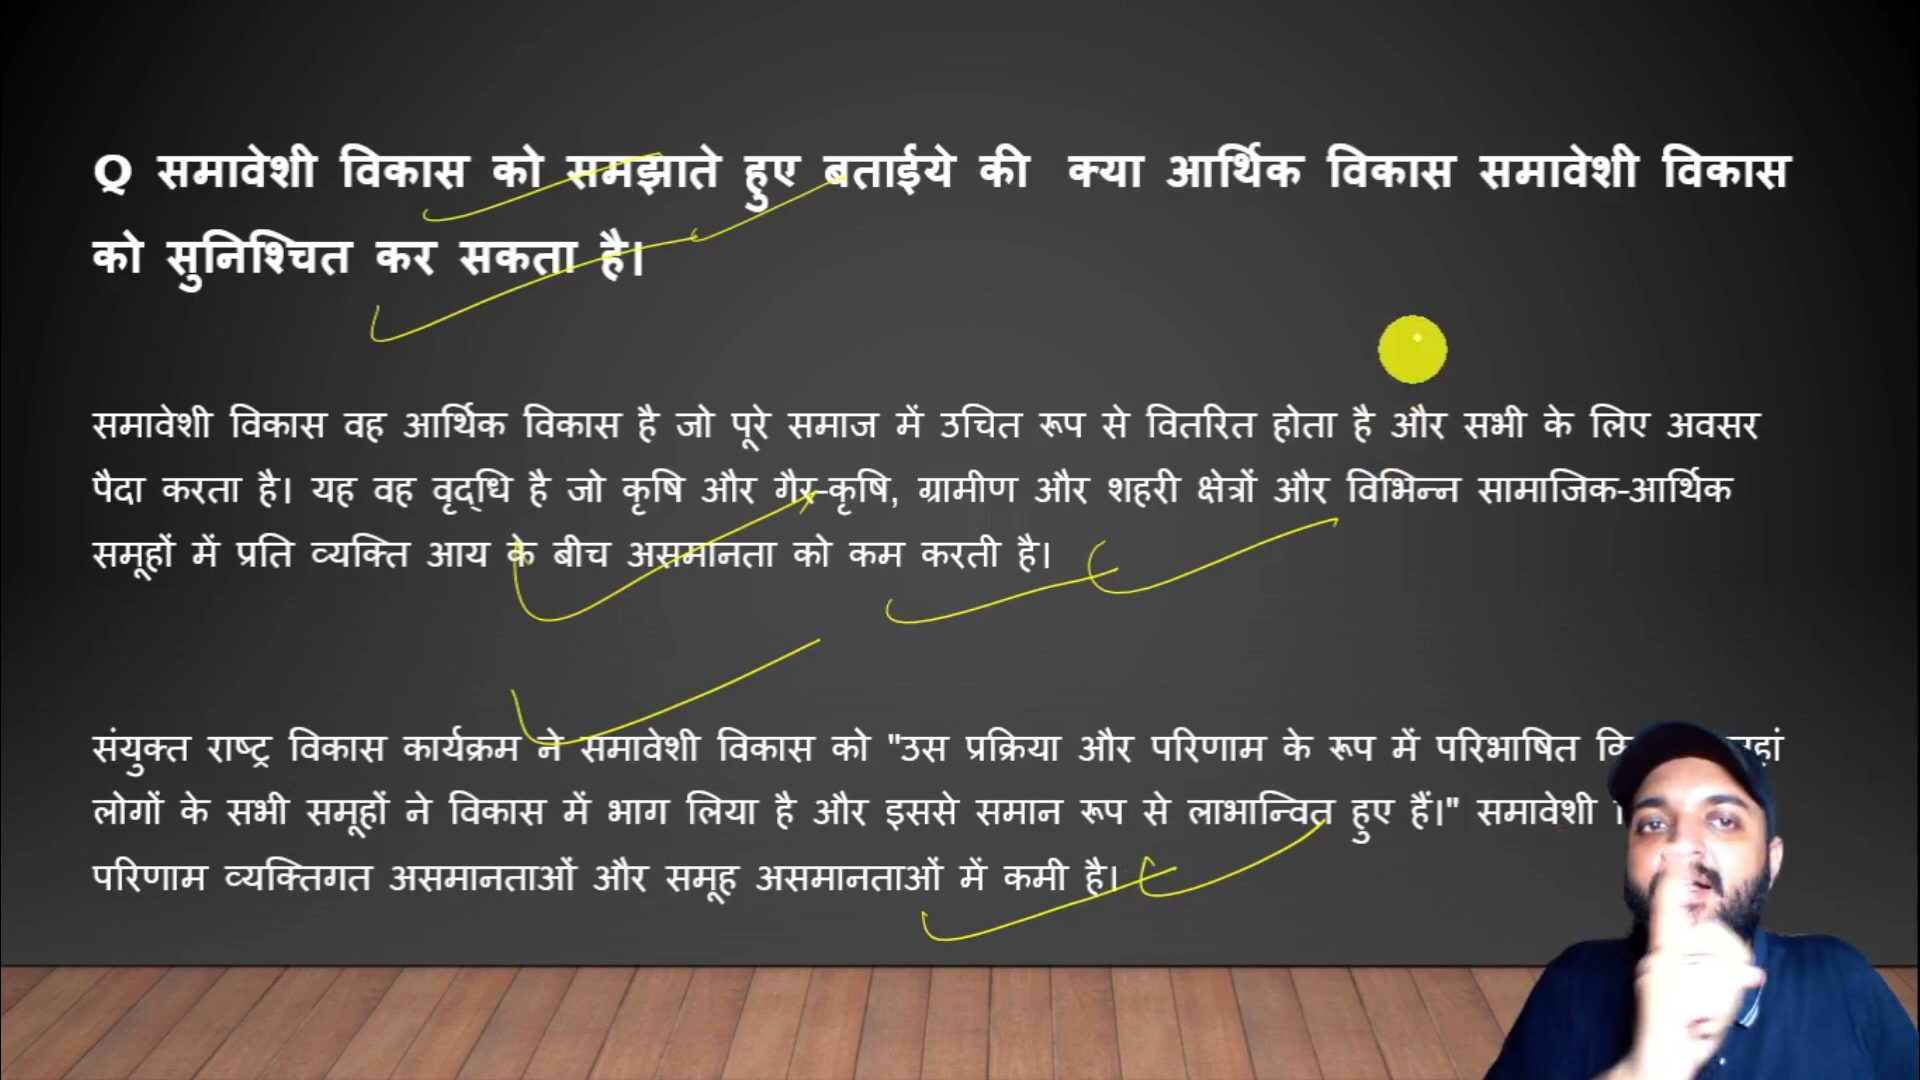 Q समावेशी विकास को समझाते हुए बताईये की क्या आर्थिक विकास समावेशी विकास
को सुनिश्चित कर सकता है।
समावेशी विकास वह आर्थिक विकास है जो पूरे समाज में उचित रूप से वितरित होता है और सभी के लिए अवसर
पैदा करता है। यह वह वृद्धि है जो कृषि और गैर-कृषि, ग्रामीण और शहरी क्षेत्रों और विभिन्न सामाजिक-आर्थिक
समूहों में प्रति व्यक्ति आय के बीच असमानता को कम करती है।
संयुक्त राष्ट्र विकास कार्यक्रम ने समावेशी विकास को "उस प्रक्रिया और परिणाम के रूप में परिभाषित
लोगों के सभी समूहों ने विकास में भाग लिया है और इससे समान रूप से लाभान्वित हुए हैं।" समावेशी
परिणाम व्यक्तिगत असमानताओं और समूह असमानताओं में कमी है।